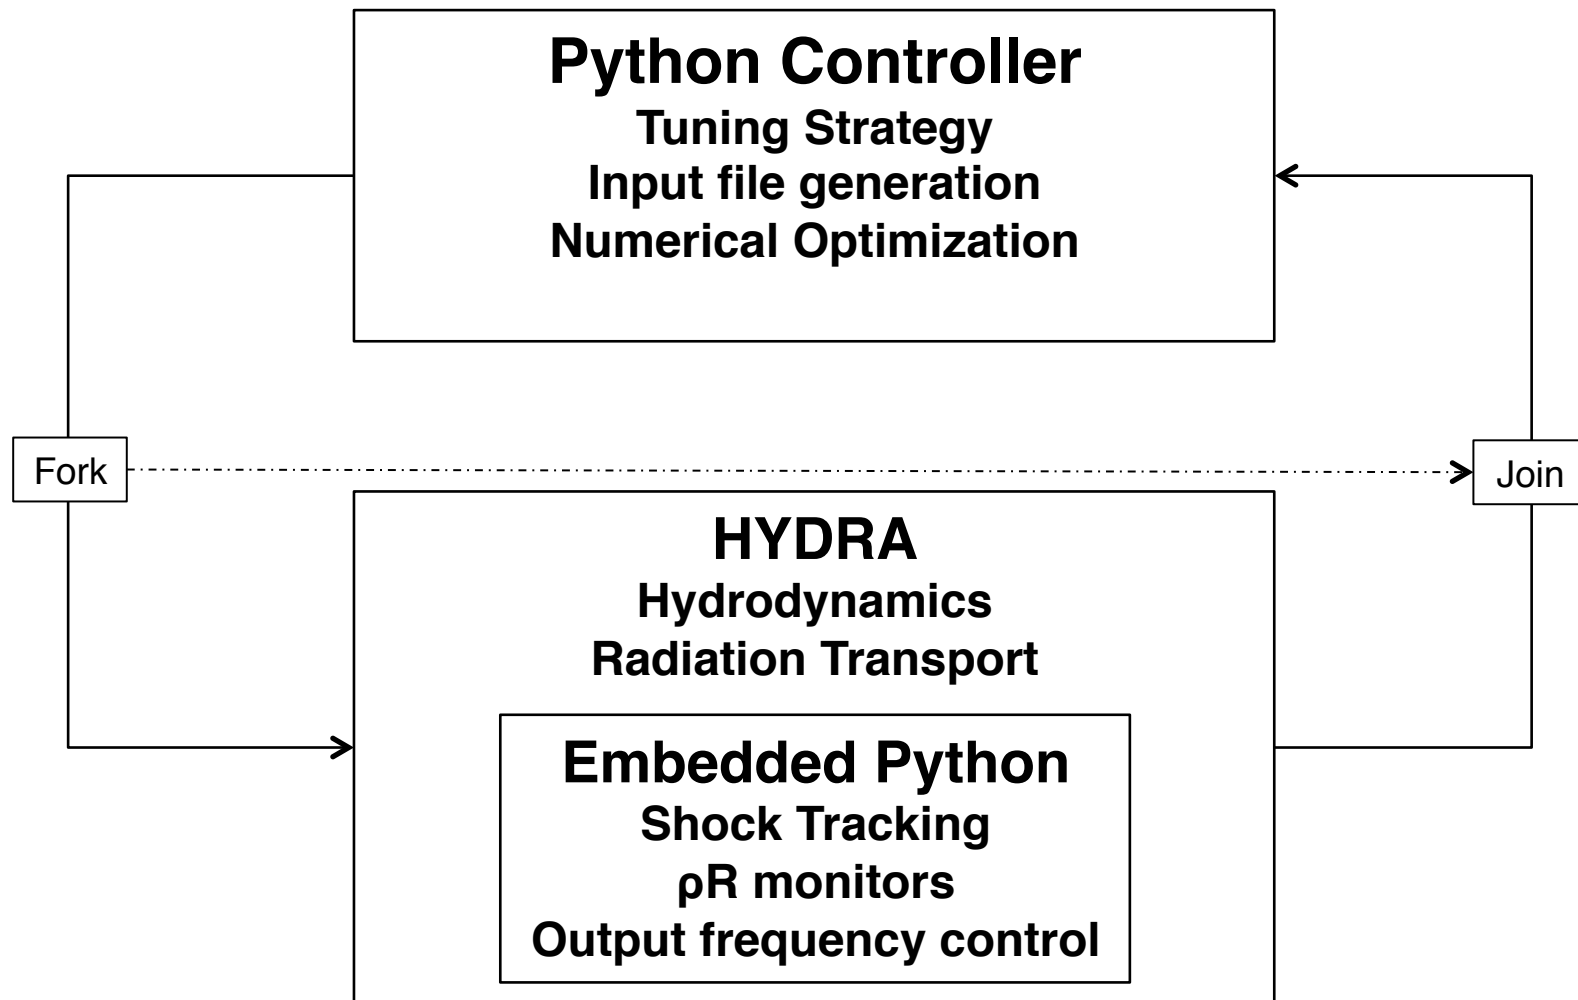 Python Controller
Tuning Strategy
Input file generation
Numerical Optimization
Fork
Join
HYDRA
Hydrodynamics
Radiation Transport
Embedded Python
Shock Tracking
ρR monitors
Output frequency control